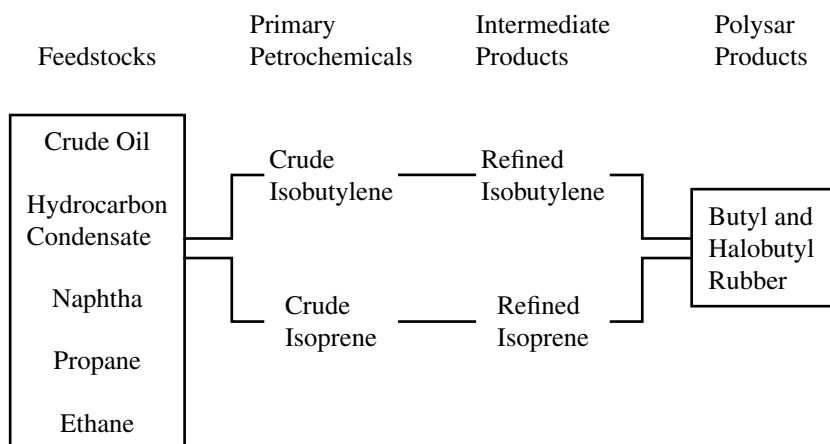 Feedstocks
Primary
Petrochemicals
Intermediate
Products
Polysar
Products
Crude Oil
Hydrocarbon
Condensate
Naphtha
Propane
Ethane
Crude
Isobutylene
Refined
Isobutylene
Crude
Isoprene
Refined
Isoprene
Butyl and
Halobutyl
Rubber